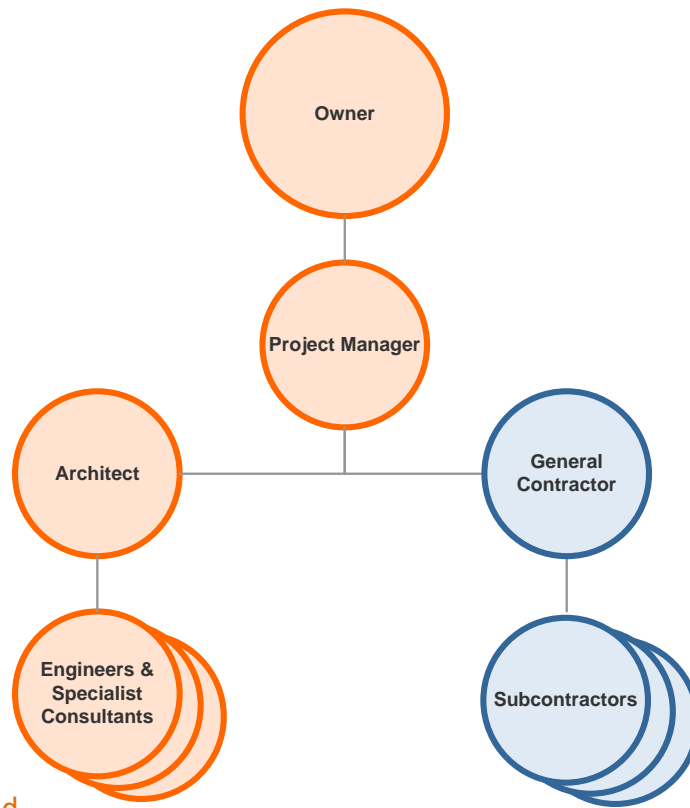 Owner
Project Manager
Architect
General
Contractor
Engineers &
Specialist
Consultants
Subcontractors
d